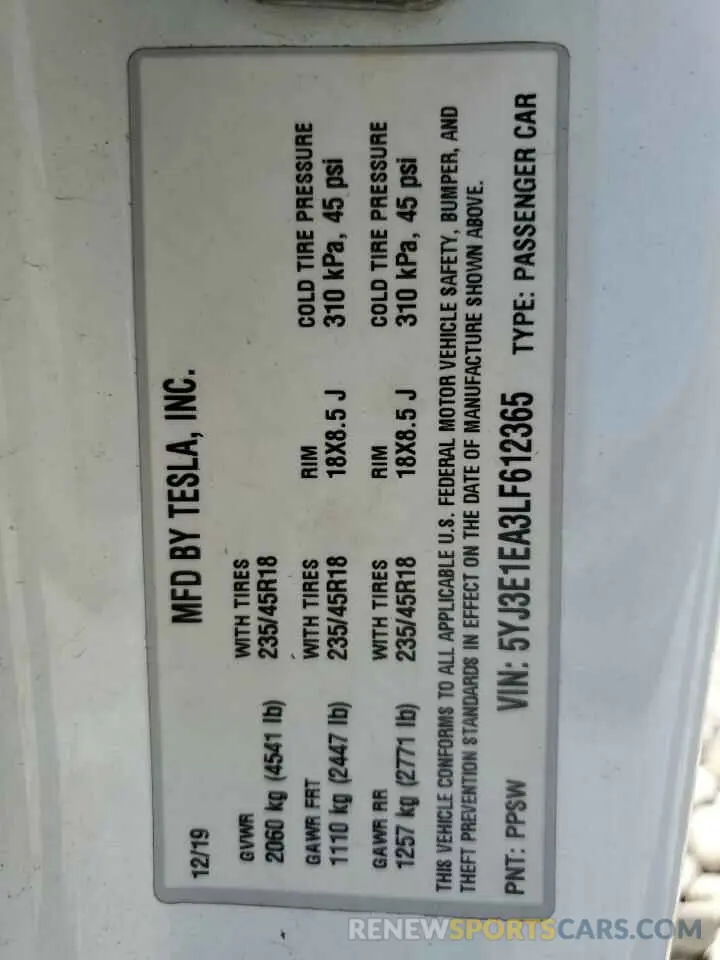 MFD BY TESLA, INC.
12/19
GVWR WITH TIRES
2060 kg (4541 lb) 235/45R18
GAWR FRT WITH TIRES RIM COLD TIRE PRESSURE
1110 kg (2447 lb) 235/45R18 18X8.5 J 310 kPa, 45 psi
GAWR RR WITH TIRES RIM COLD TIRE PRESSURE
1257 kg (2771 lb) 235/45R18 18X8.5 J 310 kPa, 45 psi
THIS VEHICLE CONFORMS TO ALL APPLICABLE U.S. FEDERAL MOTOR VEHICLE SAFETY, BUMPER, AND
THEFT PREVENTION STANDARDS IN EFFECT ON THE DATE OF MANUFACTURE SHOWN ABOVE.
PNT: PPSW VIN: 5YJ3E1EA3LF612365 TYPE: PASSENGER CAR
RENEWSPORTSCARS.COM